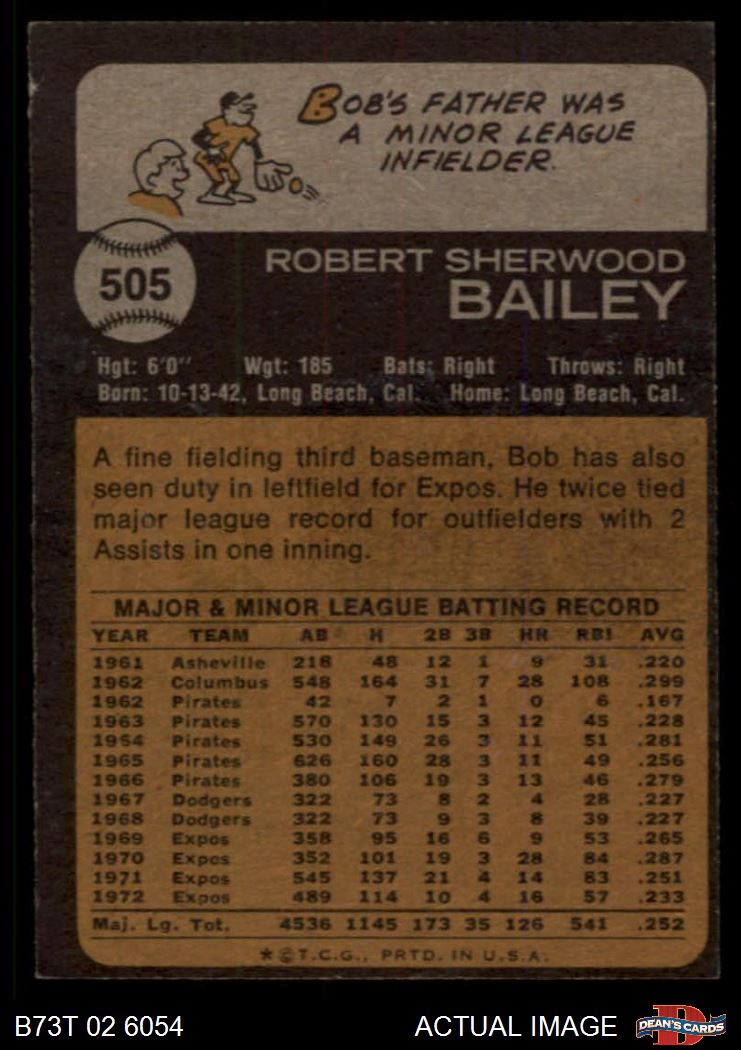 BOB'S FATHER WAS
A MINOR LEAGUE
INFIELDER.
505
ROBERT SHERWOOD
BAILEY
Hgt: 6'0" Wgt: 185 Bats: Right Throws: Right
Born: 10-13-42, Long Beach, Cal. Home: Long Beach, Cal.
A fine fielding third baseman, Bob has also
seen duty in leftfield for Expos. He twice tied
major league record for outfielders with 2
Assists in one inning.
MAJOR & MINOR LEAGUE BATTING RECORD
YEAR TEAM AB H 2B 3B HR RBI AVG
1961 Asheville 218 48 12 1 9 31 .220
1962 Columbus 548 164 31 7 28 108 .299
1962 Pirates 42 7 2 1 0 6 .167
1963 Pirates 570 130 15 3 12 45 .228
1954 Pirates 530 149 26 3 11 51 .281
1965 Pirates 626 160 28 3 11 49 .256
1966 Pirates 380 106 19 3 13 46 .279
1967 Dodgers 322 73 8 2 4 28 .227
1968 Dodgers 322 73 9 3 8 39 .227
1969 Expos 358 95 16 6 9 53 .265
1970 Expos 352 101 19 3 28 84 .287
1971 Expos 545 137 21 4 14 83 .251
1972 Expos 489 114 10 4 16 57 .233
Maj. Lg. Tot. 4536 1145 173 35 126 541 .252
*©T.C.G., PRTD. IN U.S.A.
B73T 02 6054 ACTUAL IMAGE DEAN'S CARDS